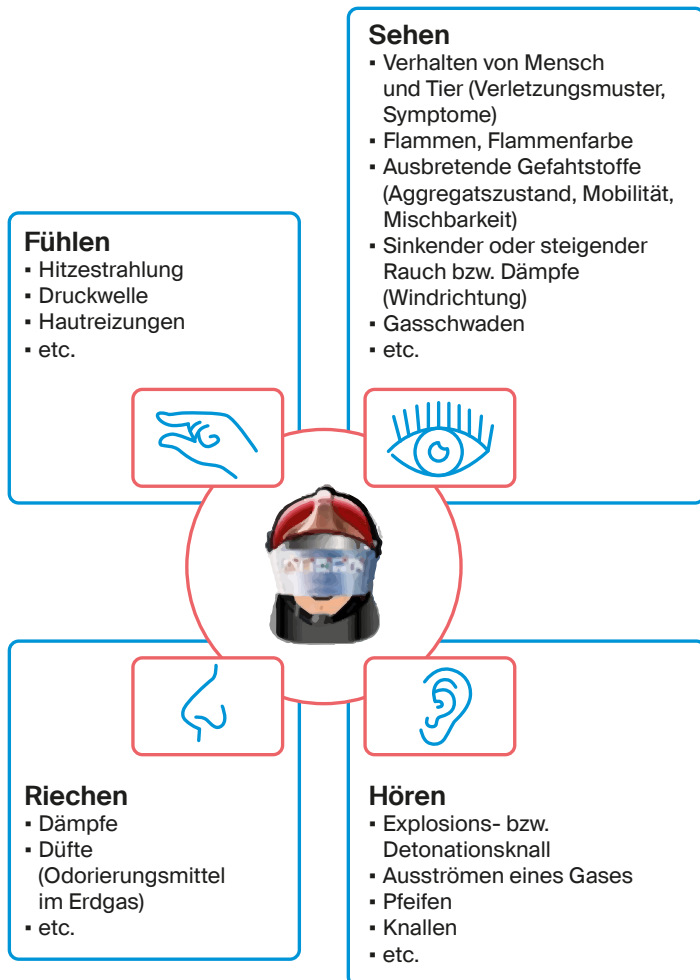 Sehen
▪ Verhalten von Mensch
und Tier (Verletzungsmuster,
Symptome)
▪ Flammen, Flammenfarbe
▪ Ausbretende Gefahtstoffe
(Aggregatszustand, Mobilität,
Mischbarkeit)
▪ Sinkender oder steigender
Rauch bzw. Dämpfe
(Windrichtung)
▪ Gasschwaden
▪ etc.
Fühlen
▪ Hitzestrahlung
▪ Druckwelle
▪ Hautreizungen
▪ etc.
Riechen
▪ Dämpfe
▪ Düfte
(Odorierungsmittel
im Erdgas)
▪ etc.
Hören
▪ Explosions- bzw.
Detonationsknall
▪ Ausströmen eines Gases
▪ Pfeifen
▪ Knallen
▪ etc.